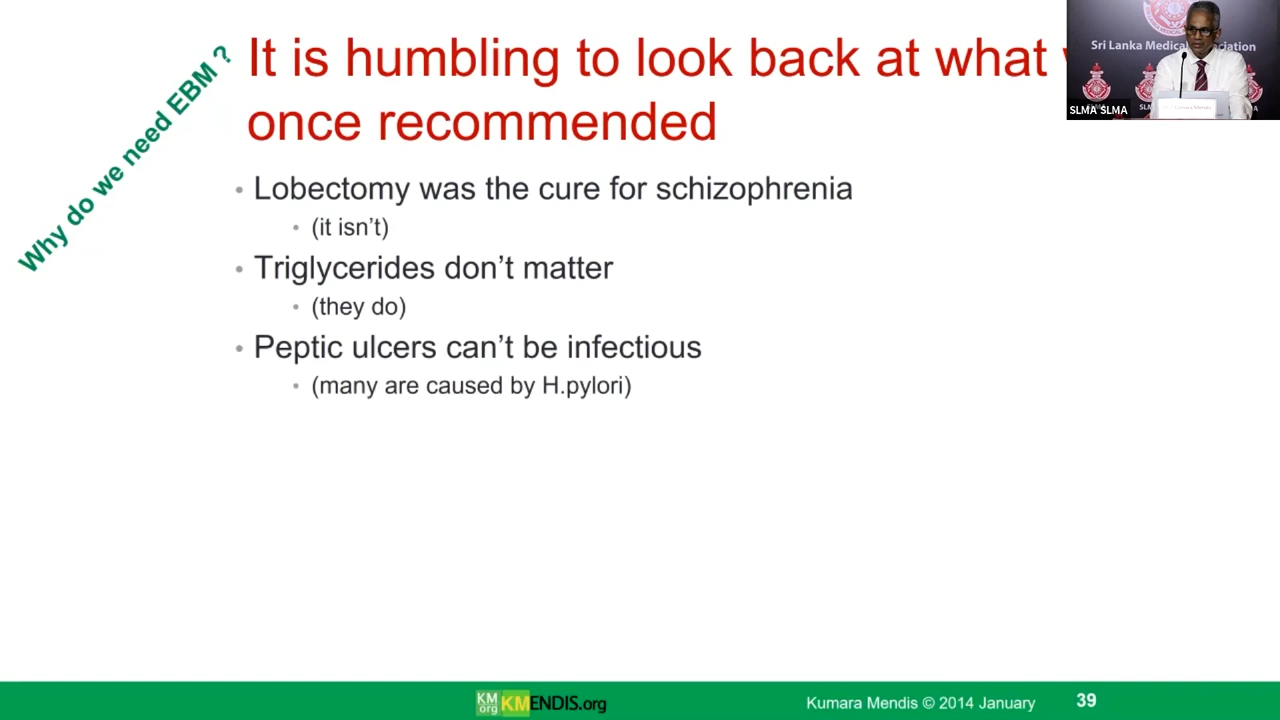 Why do we need EBM ?
It is humbling to look back at what
once recommended
• Lobectomy was the cure for schizophrenia
• (it isn't)
• Triglycerides don't matter
• (they do)
• Peptic ulcers can't be infectious
• (many are caused by H.pylori)
Sri Lanka Medical Association
SLMA SLMA
KM
org
KMENDIS.org
Kumara Mendis © 2014 January
39